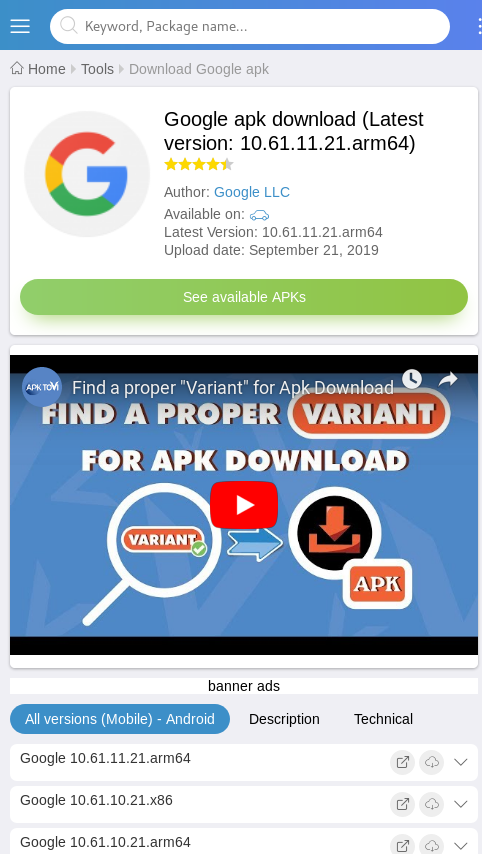 Keyword, Package name...
Home Tools Download Google apk
Google apk download (Latest
version: 10.61.11.21.arm64)
Author: Google LLC
Available on:
Latest Version: 10.61.11.21.arm64
Upload date: September 21, 2019
See available APKs
Find a proper "Variant" for Apk Download
FIND A PROPER VARIANT
FOR APK DOWNLOAD
VARIANT
APK
banner ads
All versions (Mobile) - Android Description Technical
Google 10.61.11.21.arm64
Google 10.61.10.21.x86
Google 10.61.10.21.arm64